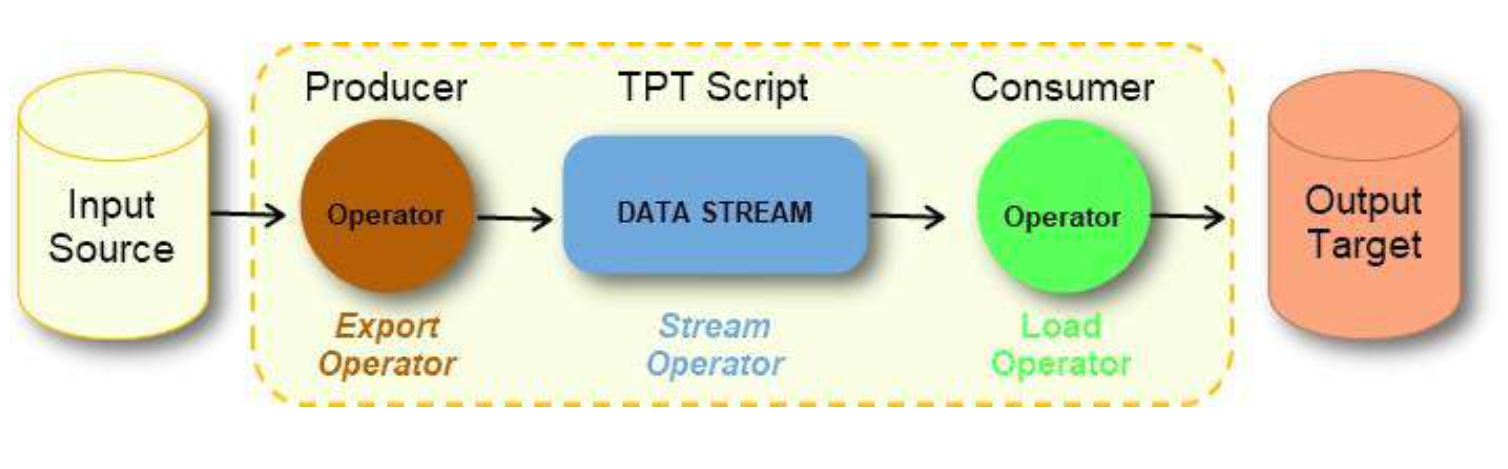 Producer
TPT Script
Consumer
Input
Source
Operator
DATA STREAM
Operator
Output
Target
Export
Operator
Stream
Operator
Load
Operator